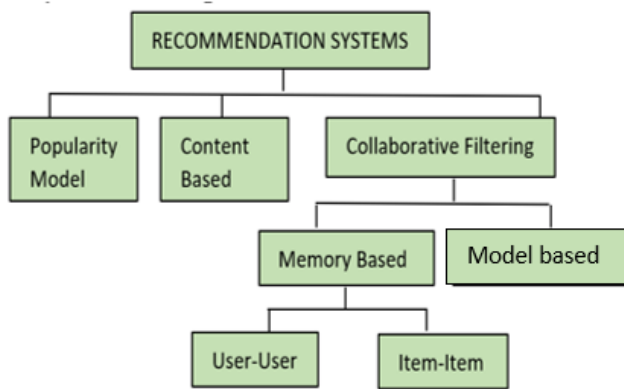 RECOMMENDATION SYSTEMS
Popularity
Model
Content
Based
Collaborative Filtering
Memory Based
Model based
User-User
Item-Item